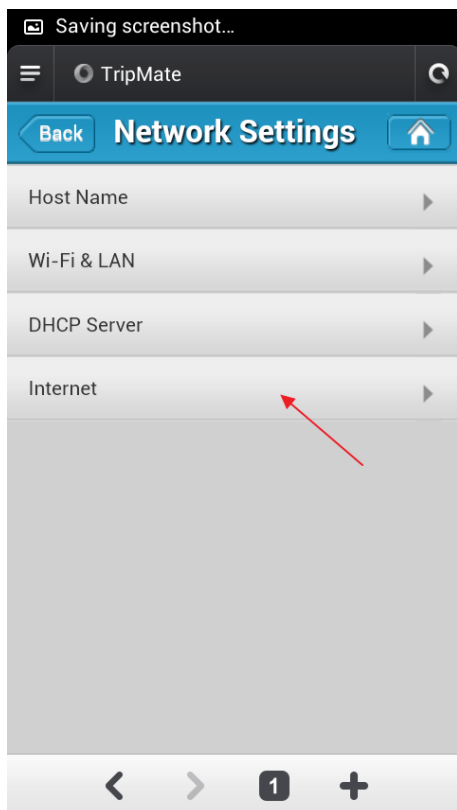 Saving screenshot...
TripMate
Back Network Settings
Host Name
Wi-Fi & LAN
DHCP Server
Internet
1